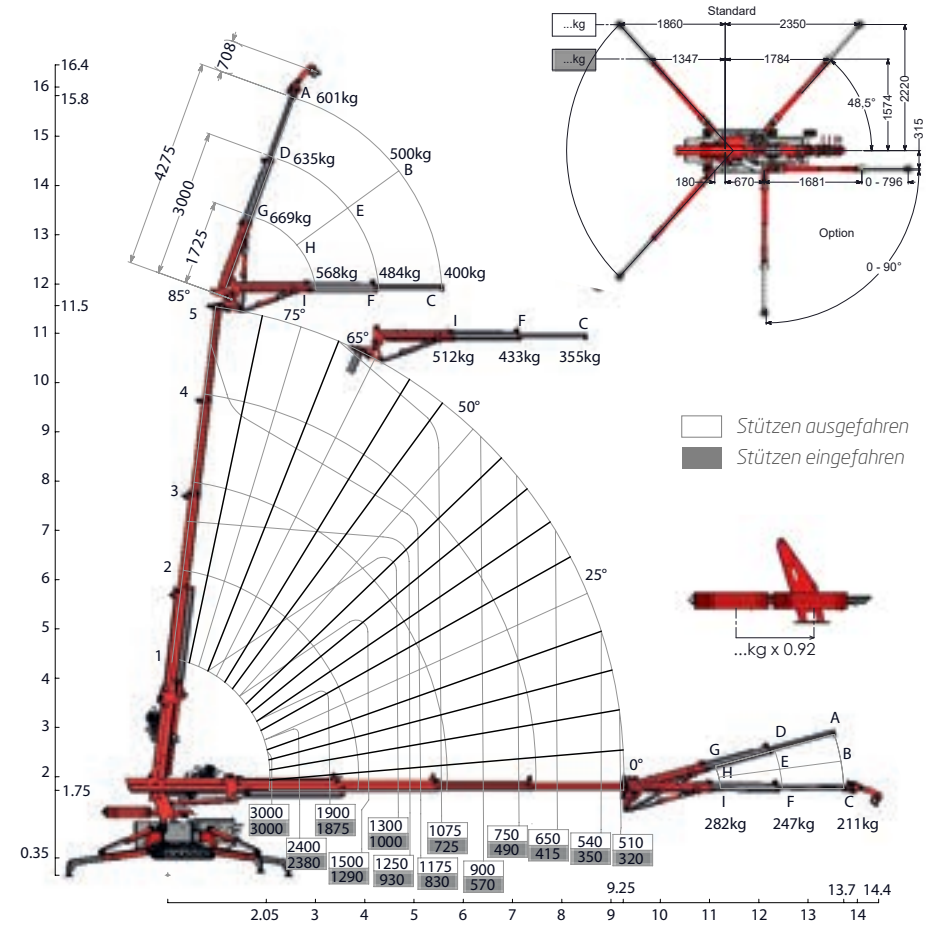 Standard
...kg
...kg
1860
2350
1347
1784
48,5°
1574
2220
315
180
670
1681
0 - 796
Option
0 - 90°
16.4
16
15.8
15
14
13
12
11.5
11
10
9
8
7
6
5
4
3
2
1.75
0.35
708
4275
3000
1725
A 601kg
500kg
B
D 635kg
E
G 669kg
H
568kg 484kg 400kg
I F C
85°
5
75°
65°
I F C
512kg 433kg 355kg
50°
4
3
2
1
25°
0°
Stützen ausgefahren
Stützen eingefahren
...kg x 0.92
A
D
B
G
E
H
I F C
282kg 247kg 211kg
3000
3000
2400
2380
1900
1875
1500
1290
1300
1000
1250
930
1075
725
1175
830
900
570
750
490
650
415
540
350
510
320
9.25 13.7 14.4
2.05 3 4 5 6 7 8 9 10 11 12 13 14